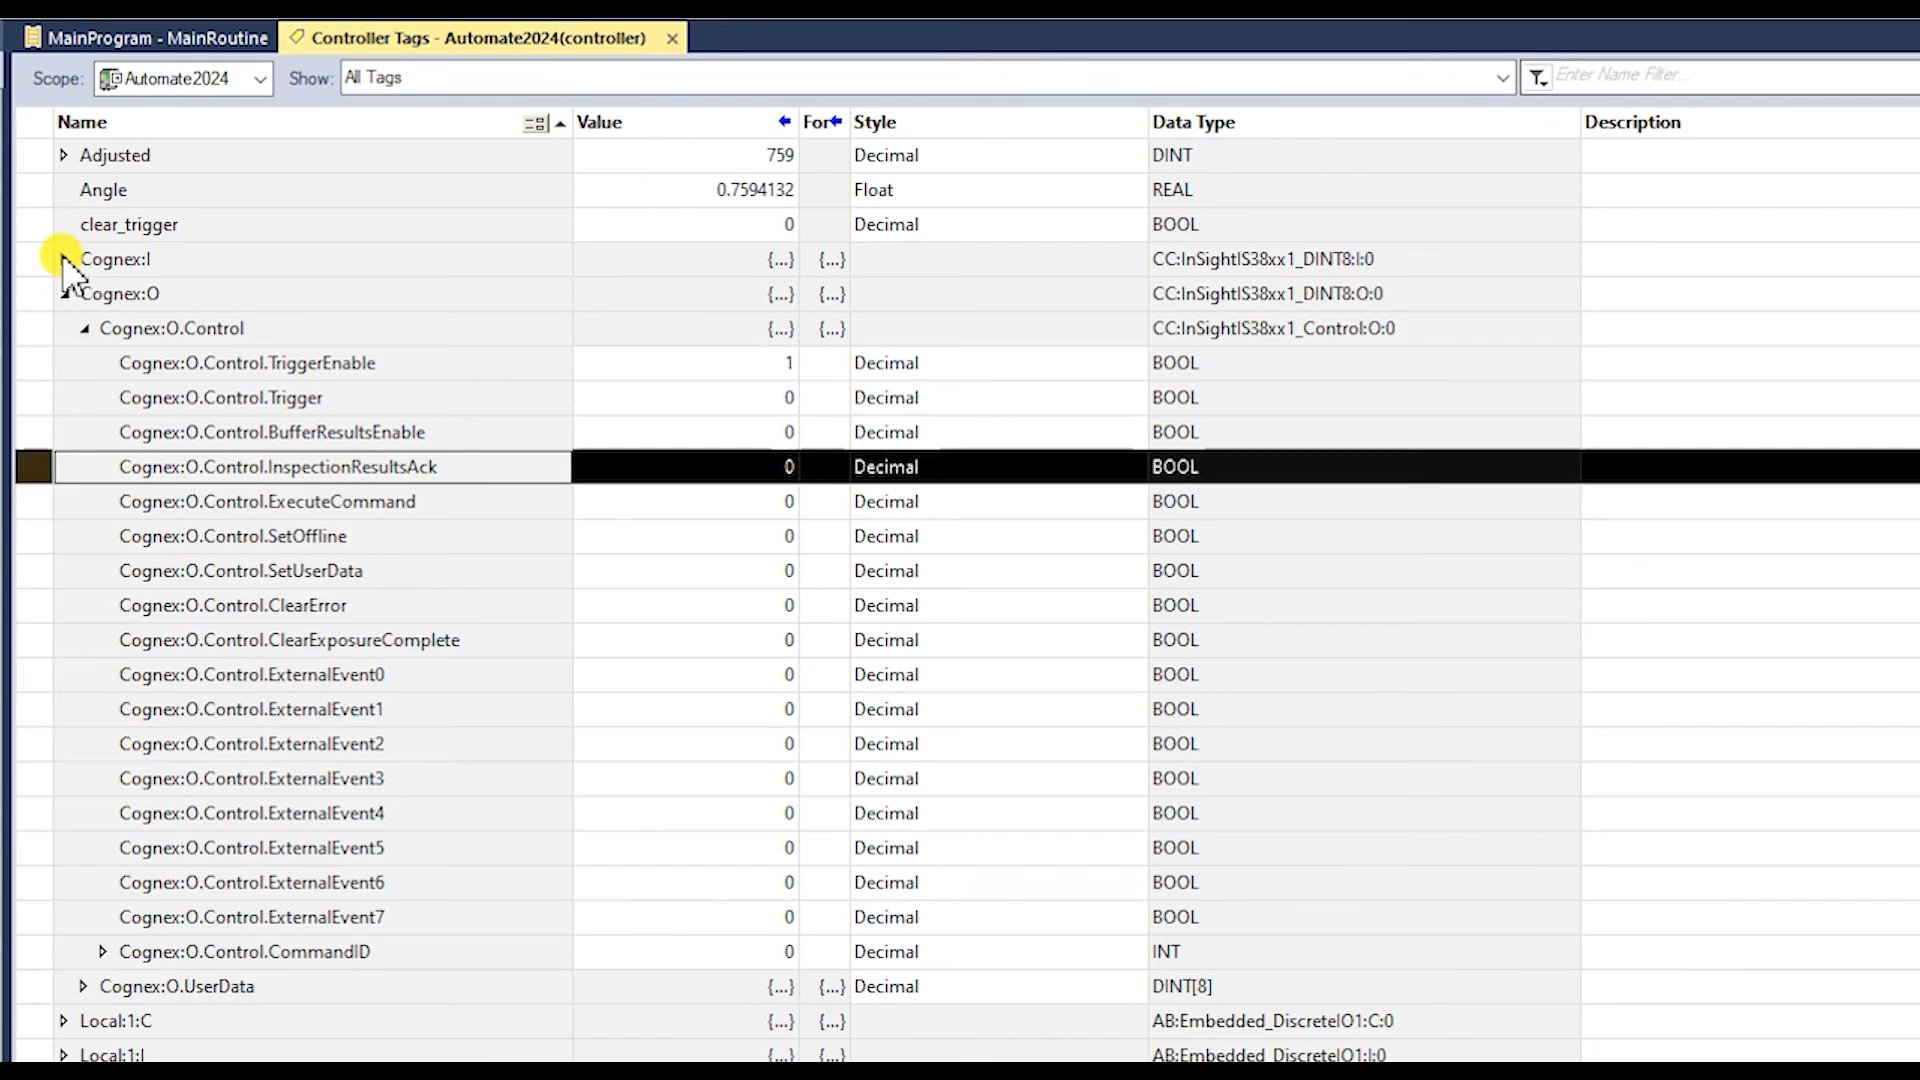 MainProgram - MainRoutine
Controller Tags - Automate2024(controller)
Scope: Automate2024 Show: All Tags Enter Name Filter...
Name Value For Style Data Type Description
Adjusted 759 Decimal DINT
Angle 0.7594132 Float REAL
clear_trigger 0 Decimal BOOL
Cognex:I {...} {...} CC:InSightIS38xx1_DINT8:I:0
Cognex:O {...} {...} CC:InSightIS38xx1_DINT8:O:0
Cognex:O.Control {...} {...} CC:InSightIS38xx1_Control:O:0
Cognex:O.Control.TriggerEnable 1 Decimal BOOL
Cognex:O.Control.Trigger 0 Decimal BOOL
Cognex:O.Control.BufferResultsEnable 0 Decimal BOOL
Cognex:O.Control.InspectionResultsAck 0 Decimal BOOL
Cognex:O.Control.ExecuteCommand 0 Decimal BOOL
Cognex:O.Control.SetOffline 0 Decimal BOOL
Cognex:O.Control.SetUserData 0 Decimal BOOL
Cognex:O.Control.ClearError 0 Decimal BOOL
Cognex:O.Control.ClearExposureComplete 0 Decimal BOOL
Cognex:O.Control.ExternalEvent0 0 Decimal BOOL
Cognex:O.Control.ExternalEvent1 0 Decimal BOOL
Cognex:O.Control.ExternalEvent2 0 Decimal BOOL
Cognex:O.Control.ExternalEvent3 0 Decimal BOOL
Cognex:O.Control.ExternalEvent4 0 Decimal BOOL
Cognex:O.Control.ExternalEvent5 0 Decimal BOOL
Cognex:O.Control.ExternalEvent6 0 Decimal BOOL
Cognex:O.Control.ExternalEvent7 0 Decimal BOOL
Cognex:O.Control.CommandID 0 Decimal INT
Cognex:O.UserData {...} {...} Decimal DINT[8]
Local:1:C {...} {...} AB:Embedded_DiscreteIO1:C:0
Local:1:I {...} {...} AB:Embedded_DiscreteIO1:I:0